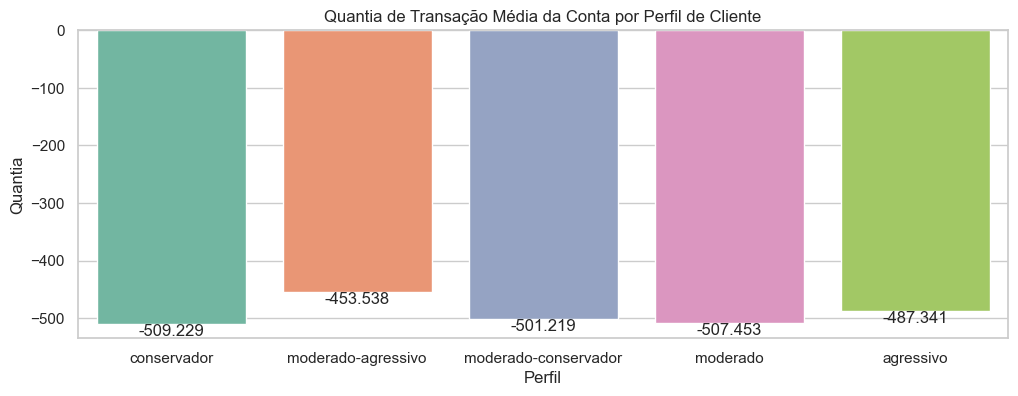 Quantia de Transação Média da Conta por Perfil de Cliente
Quantia
0
−100
−200
−300
−400
−500
-509.229
-453.538
-501.219
-507.453
-487.341
conservador
moderado-agressivo
moderado-conservador
moderado
agressivo
Perfil